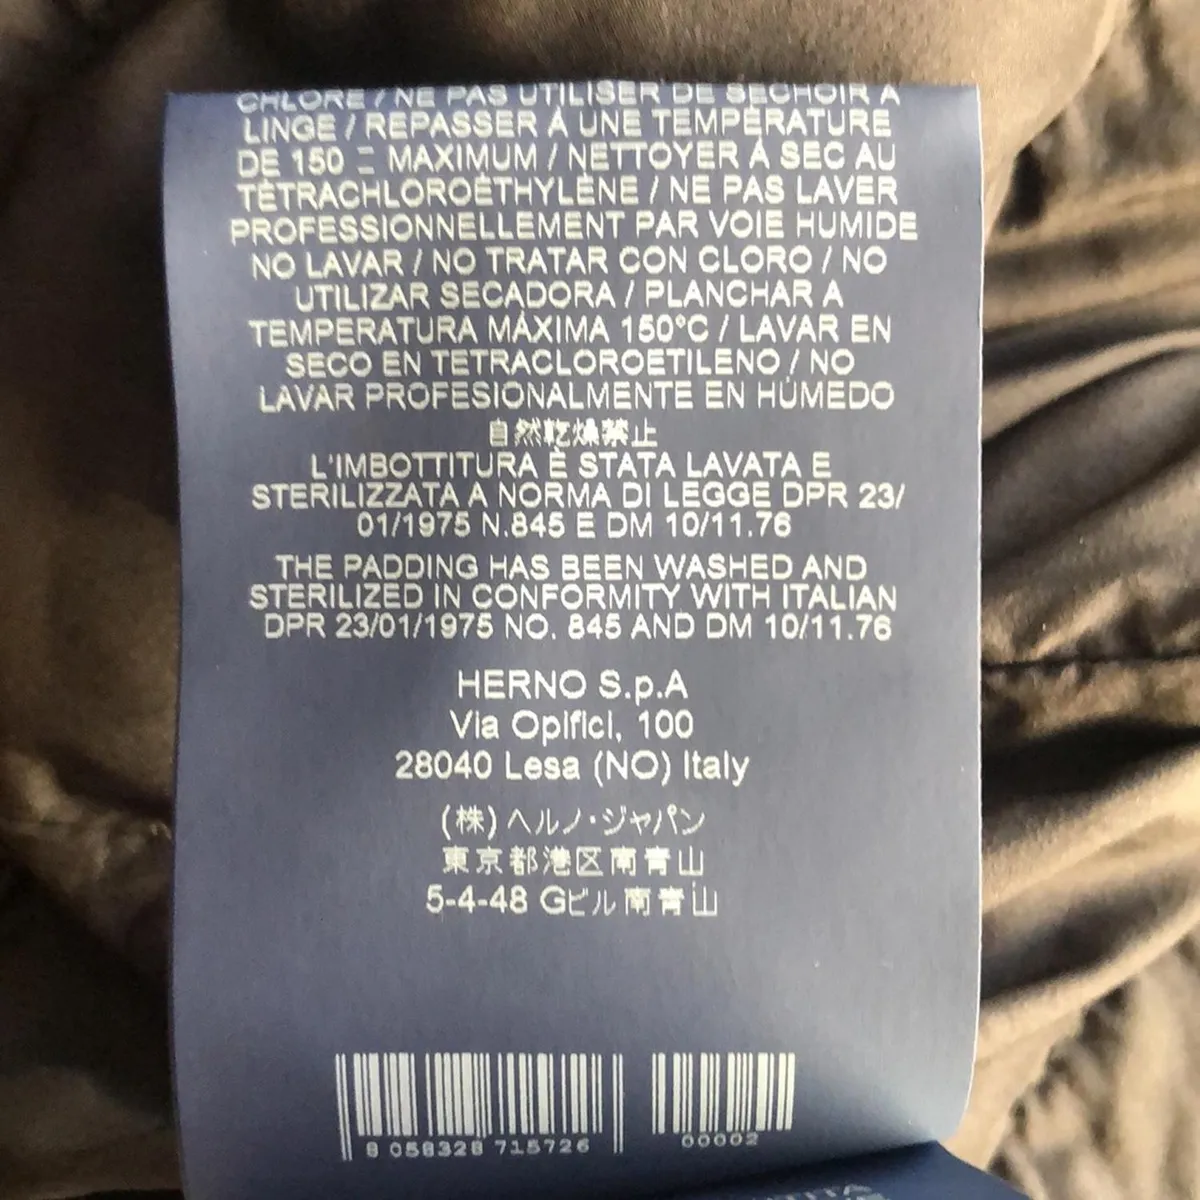 CHLORE / NE PAS UTILISER DE SECHOIR A
LINGE / REPASSER À UNE TEMPÉRATURE
DE 150 MAXIMUM / NETTOYER À SEC AU
TÉTRACHLOROÉTHYLÈNE / NE PAS LAVER
PROFESSIONNELLEMENT PAR VOIE HUMIDE
NO LAVAR / NO TRATAR CON CLORO / NO
UTILIZAR SECADORA / PLANCHAR A
TEMPERATURA MÁXIMA 150°C / LAVAR EN
SECO EN TETRACLOROETILENO / NO
LAVAR PROFESIONALMENTE EN HÚMEDO
自然乾燥禁止
L'IMBOTTITURA È STATA LAVATA E
STERILIZZATA A NORMA DI LEGGE DPR 23/
01/1975 N.845 E DM 10/11.76
THE PADDING HAS BEEN WASHED AND
STERILIZED IN CONFORMITY WITH ITALIAN
DPR 23/01/1975 NO. 845 AND DM 10/11.76
HERNO S.p.A
Via Opifici, 100
28040 Lesa (NO) Italy
(株)ヘルノ・ジャパン
東京都港区南青山
5-4-48 Gビル南青山
8 058328 715726 00002